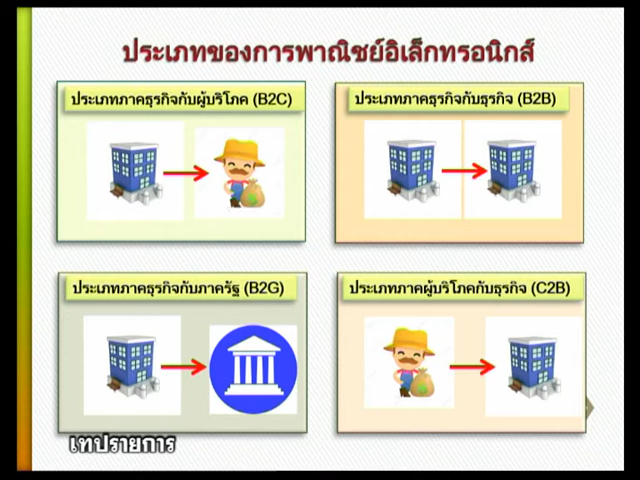 ประเภทของการพาณิชย์อิเล็กทรอนิกส์
ประเภทภาคธุรกิจกับผู้บริโภค (B2C)
ประเภทภาคธุรกิจกับธุรกิจ (B2B)
ประเภทภาคธุรกิจกับภาครัฐ (B2G)
ประเภทภาคผู้บริโภคกับธุรกิจ (C2B)
เทปรายการ